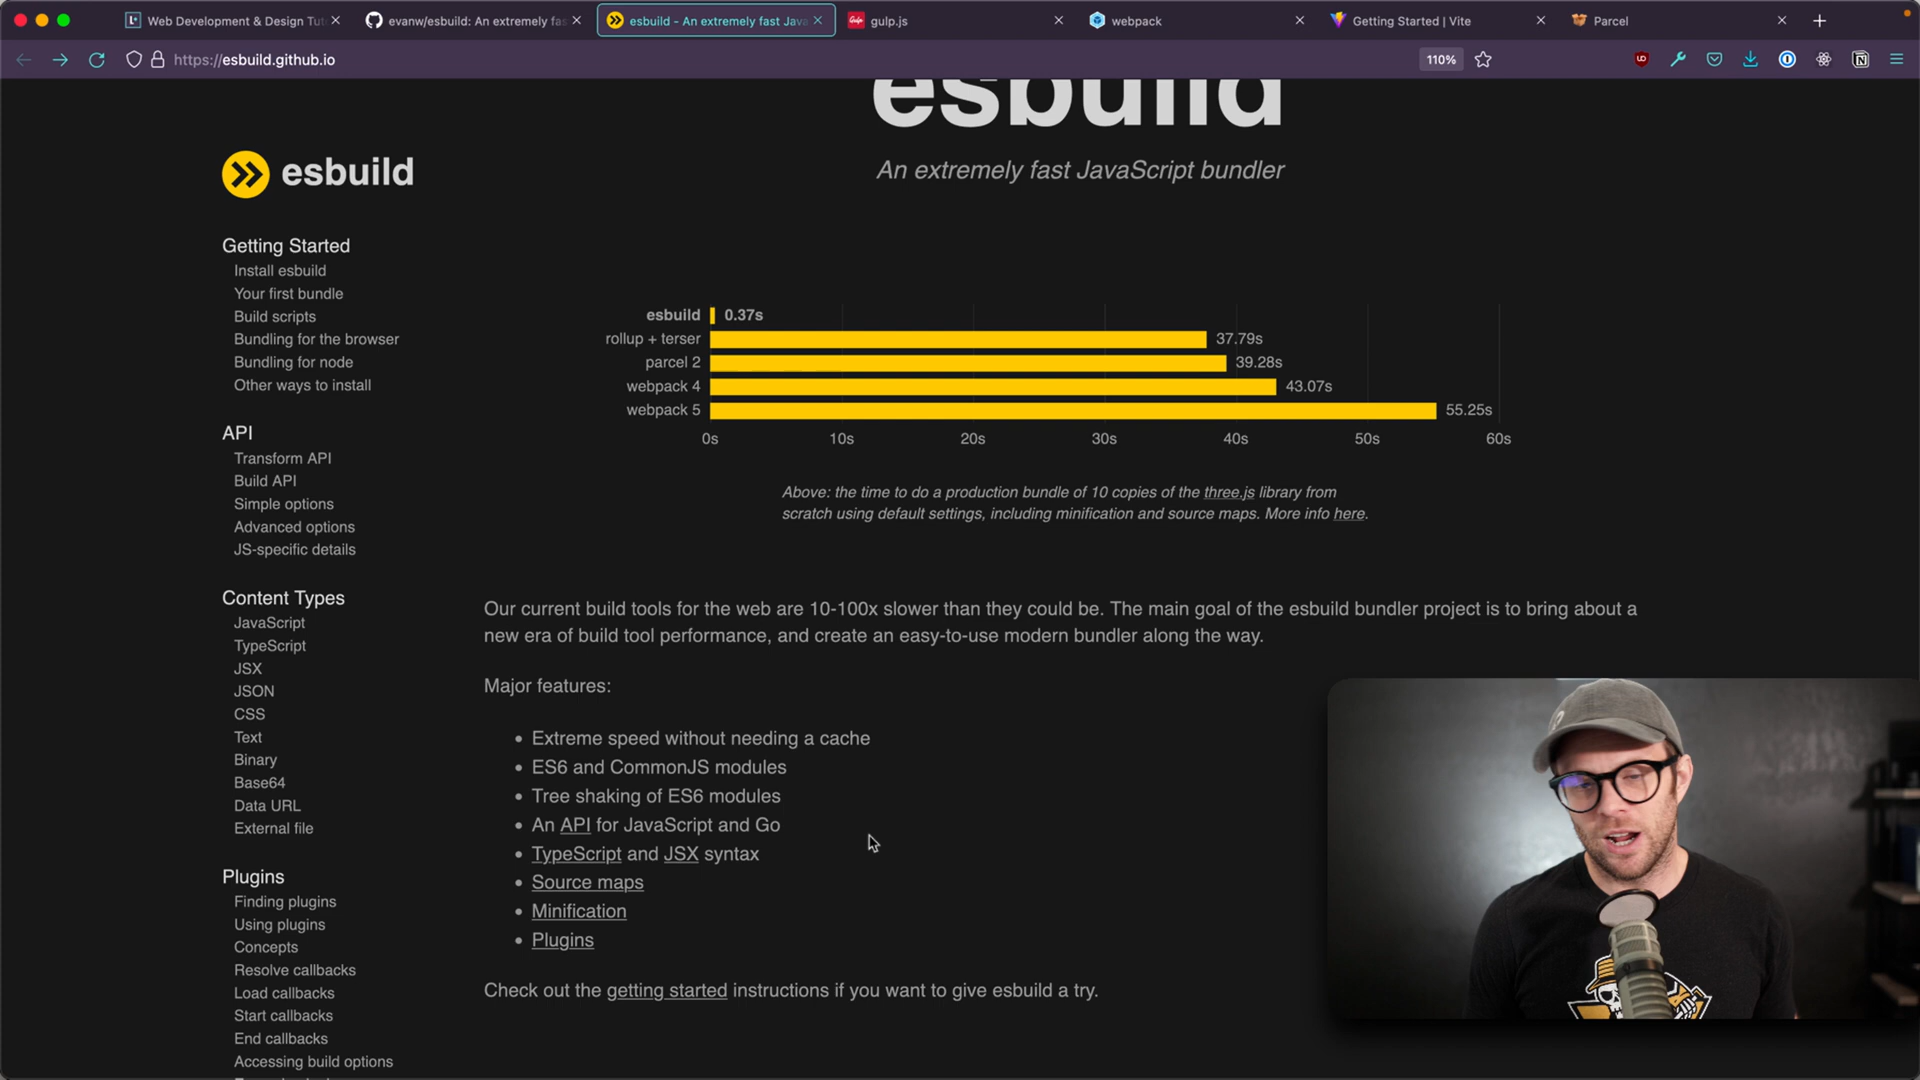 Web Development & Design Tut
evanw/esbuild: An extremely fas
esbuild - An extremely fast Java
gulp.js
webpack
Getting Started | Vite
Parcel
https://esbuild.github.io
110%
esbuild
An extremely fast JavaScript bundler
esbuild
Getting Started
Install esbuild
Your first bundle
Build scripts
Bundling for the browser
Bundling for node
Other ways to install
API
Transform API
Build API
Simple options
Advanced options
JS-specific details
Content Types
JavaScript
TypeScript
JSX
JSON
CSS
Text
Binary
Base64
Data URL
External file
Plugins
Finding plugins
Using plugins
Concepts
Resolve callbacks
Load callbacks
Start callbacks
End callbacks
Accessing build options
esbuild 0.37s
rollup + terser 37.79s
parcel 2 39.28s
webpack 4 43.07s
webpack 5 55.25s
0s 10s 20s 30s 40s 50s 60s
Above: the time to do a production bundle of 10 copies of the three.js library from
scratch using default settings, including minification and source maps. More info here.
Our current build tools for the web are 10-100x slower than they could be. The main goal of the esbuild bundler project is to bring about a
new era of build tool performance, and create an easy-to-use modern bundler along the way.
Major features:
• Extreme speed without needing a cache
• ES6 and CommonJS modules
• Tree shaking of ES6 modules
• An API for JavaScript and Go
• TypeScript and JSX syntax
• Source maps
• Minification
• Plugins
Check out the getting started instructions if you want to give esbuild a try.